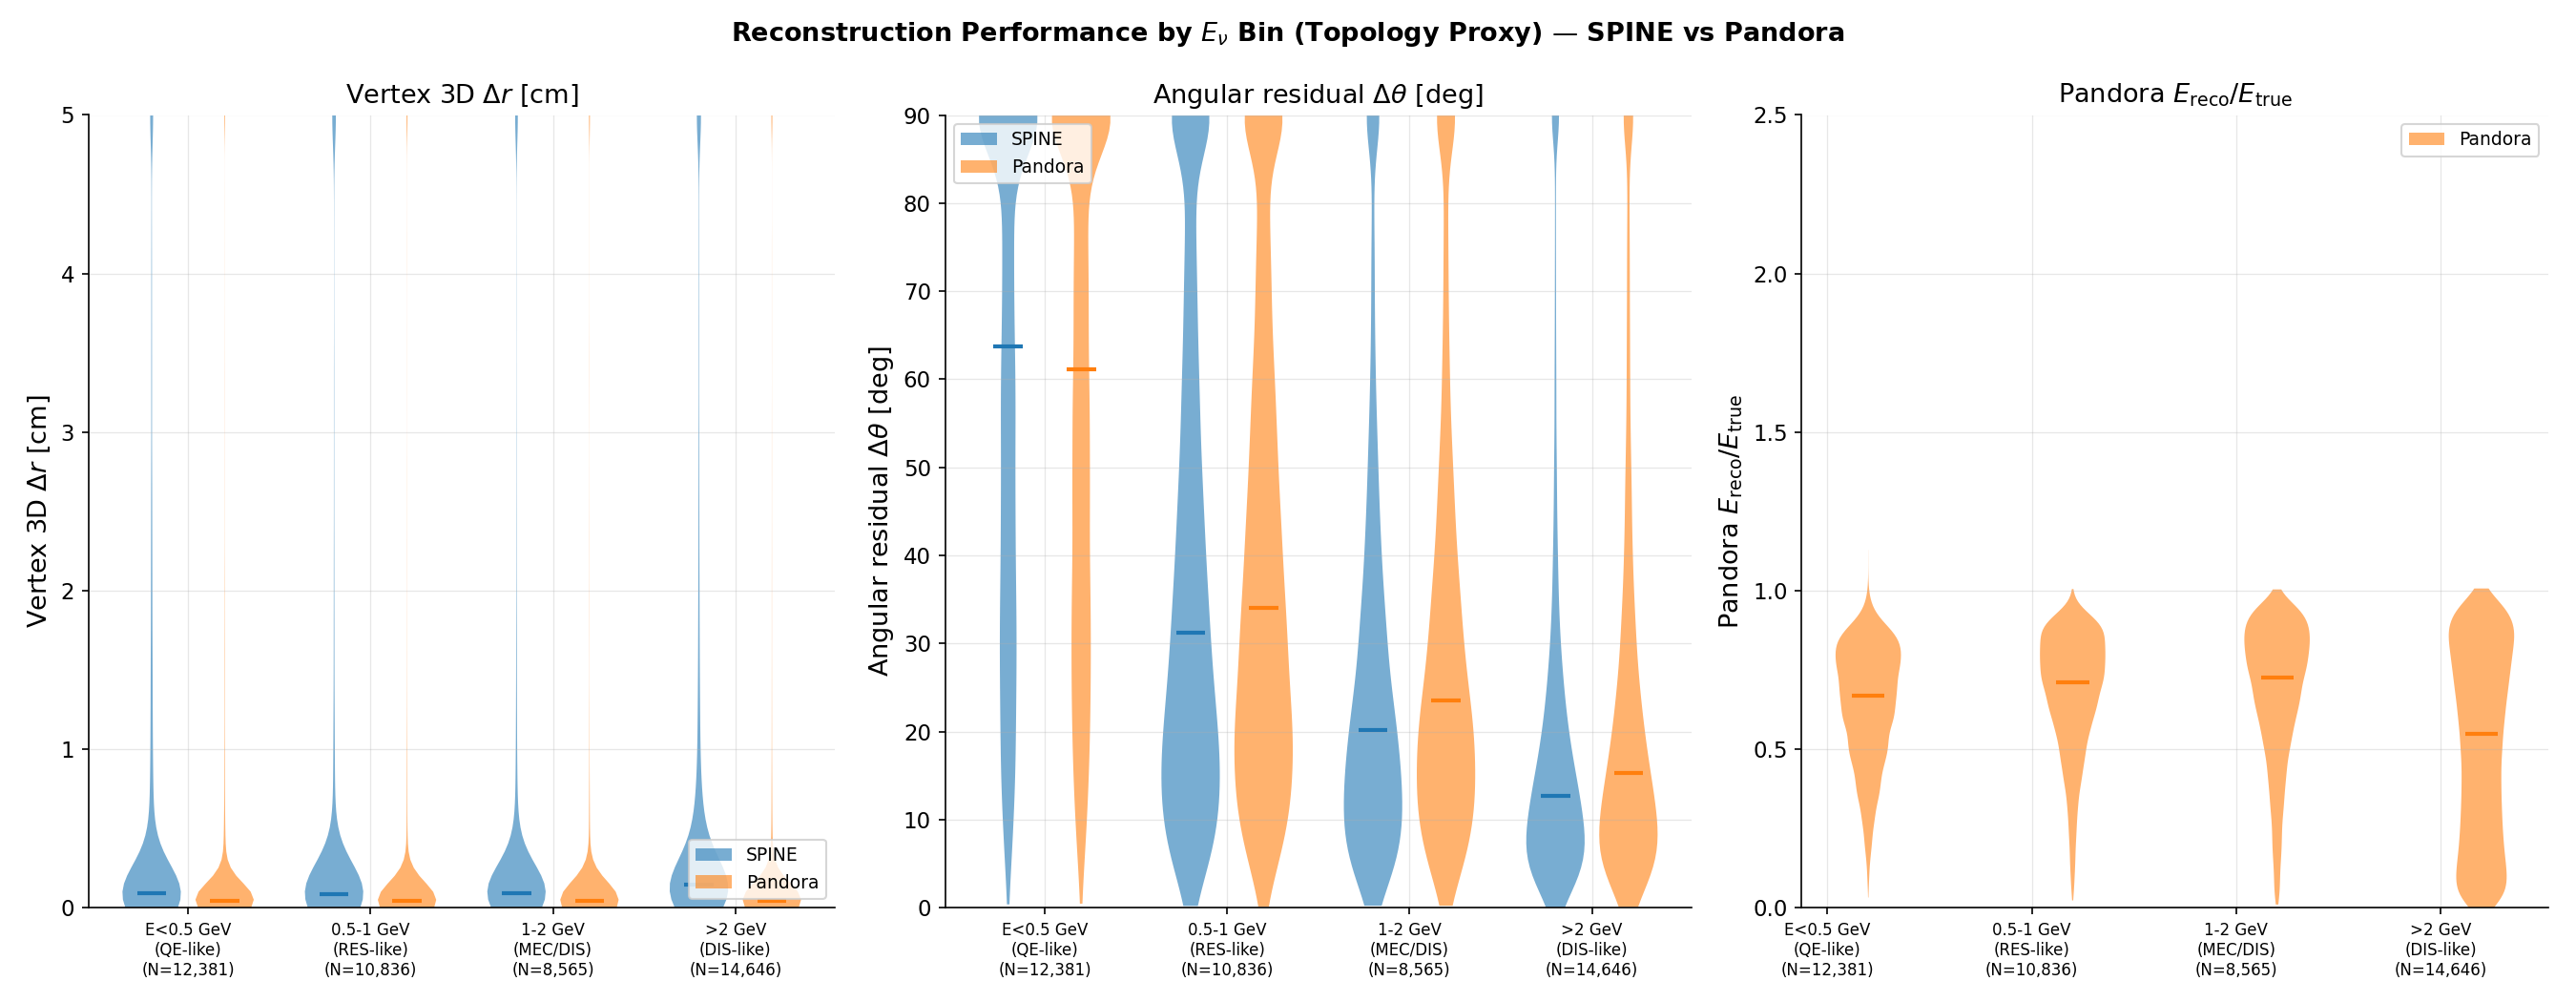 Reconstruction Performance by E_ν Bin (Topology Proxy) — SPINE vs Pandora
Vertex 3D Δr [cm]
Vertex 3D Δr [cm]
5
4
3
2
1
0
SPINE
Pandora
E<0.5 GeV
(QE-like)
(N=12,381)
0.5-1 GeV
(RES-like)
(N=10,836)
1-2 GeV
(MEC/DIS)
(N=8,565)
>2 GeV
(DIS-like)
(N=14,646)
Angular residual Δθ [deg]
Angular residual Δθ [deg]
90
80
70
60
50
40
30
20
10
0
SPINE
Pandora
E<0.5 GeV
(QE-like)
(N=12,381)
0.5-1 GeV
(RES-like)
(N=10,836)
1-2 GeV
(MEC/DIS)
(N=8,565)
>2 GeV
(DIS-like)
(N=14,646)
Pandora E_reco/E_true
Pandora E_reco/E_true
2.5
2.0
1.5
1.0
0.5
0.0
Pandora
E<0.5 GeV
(QE-like)
(N=12,381)
0.5-1 GeV
(RES-like)
(N=10,836)
1-2 GeV
(MEC/DIS)
(N=8,565)
>2 GeV
(DIS-like)
(N=14,646)